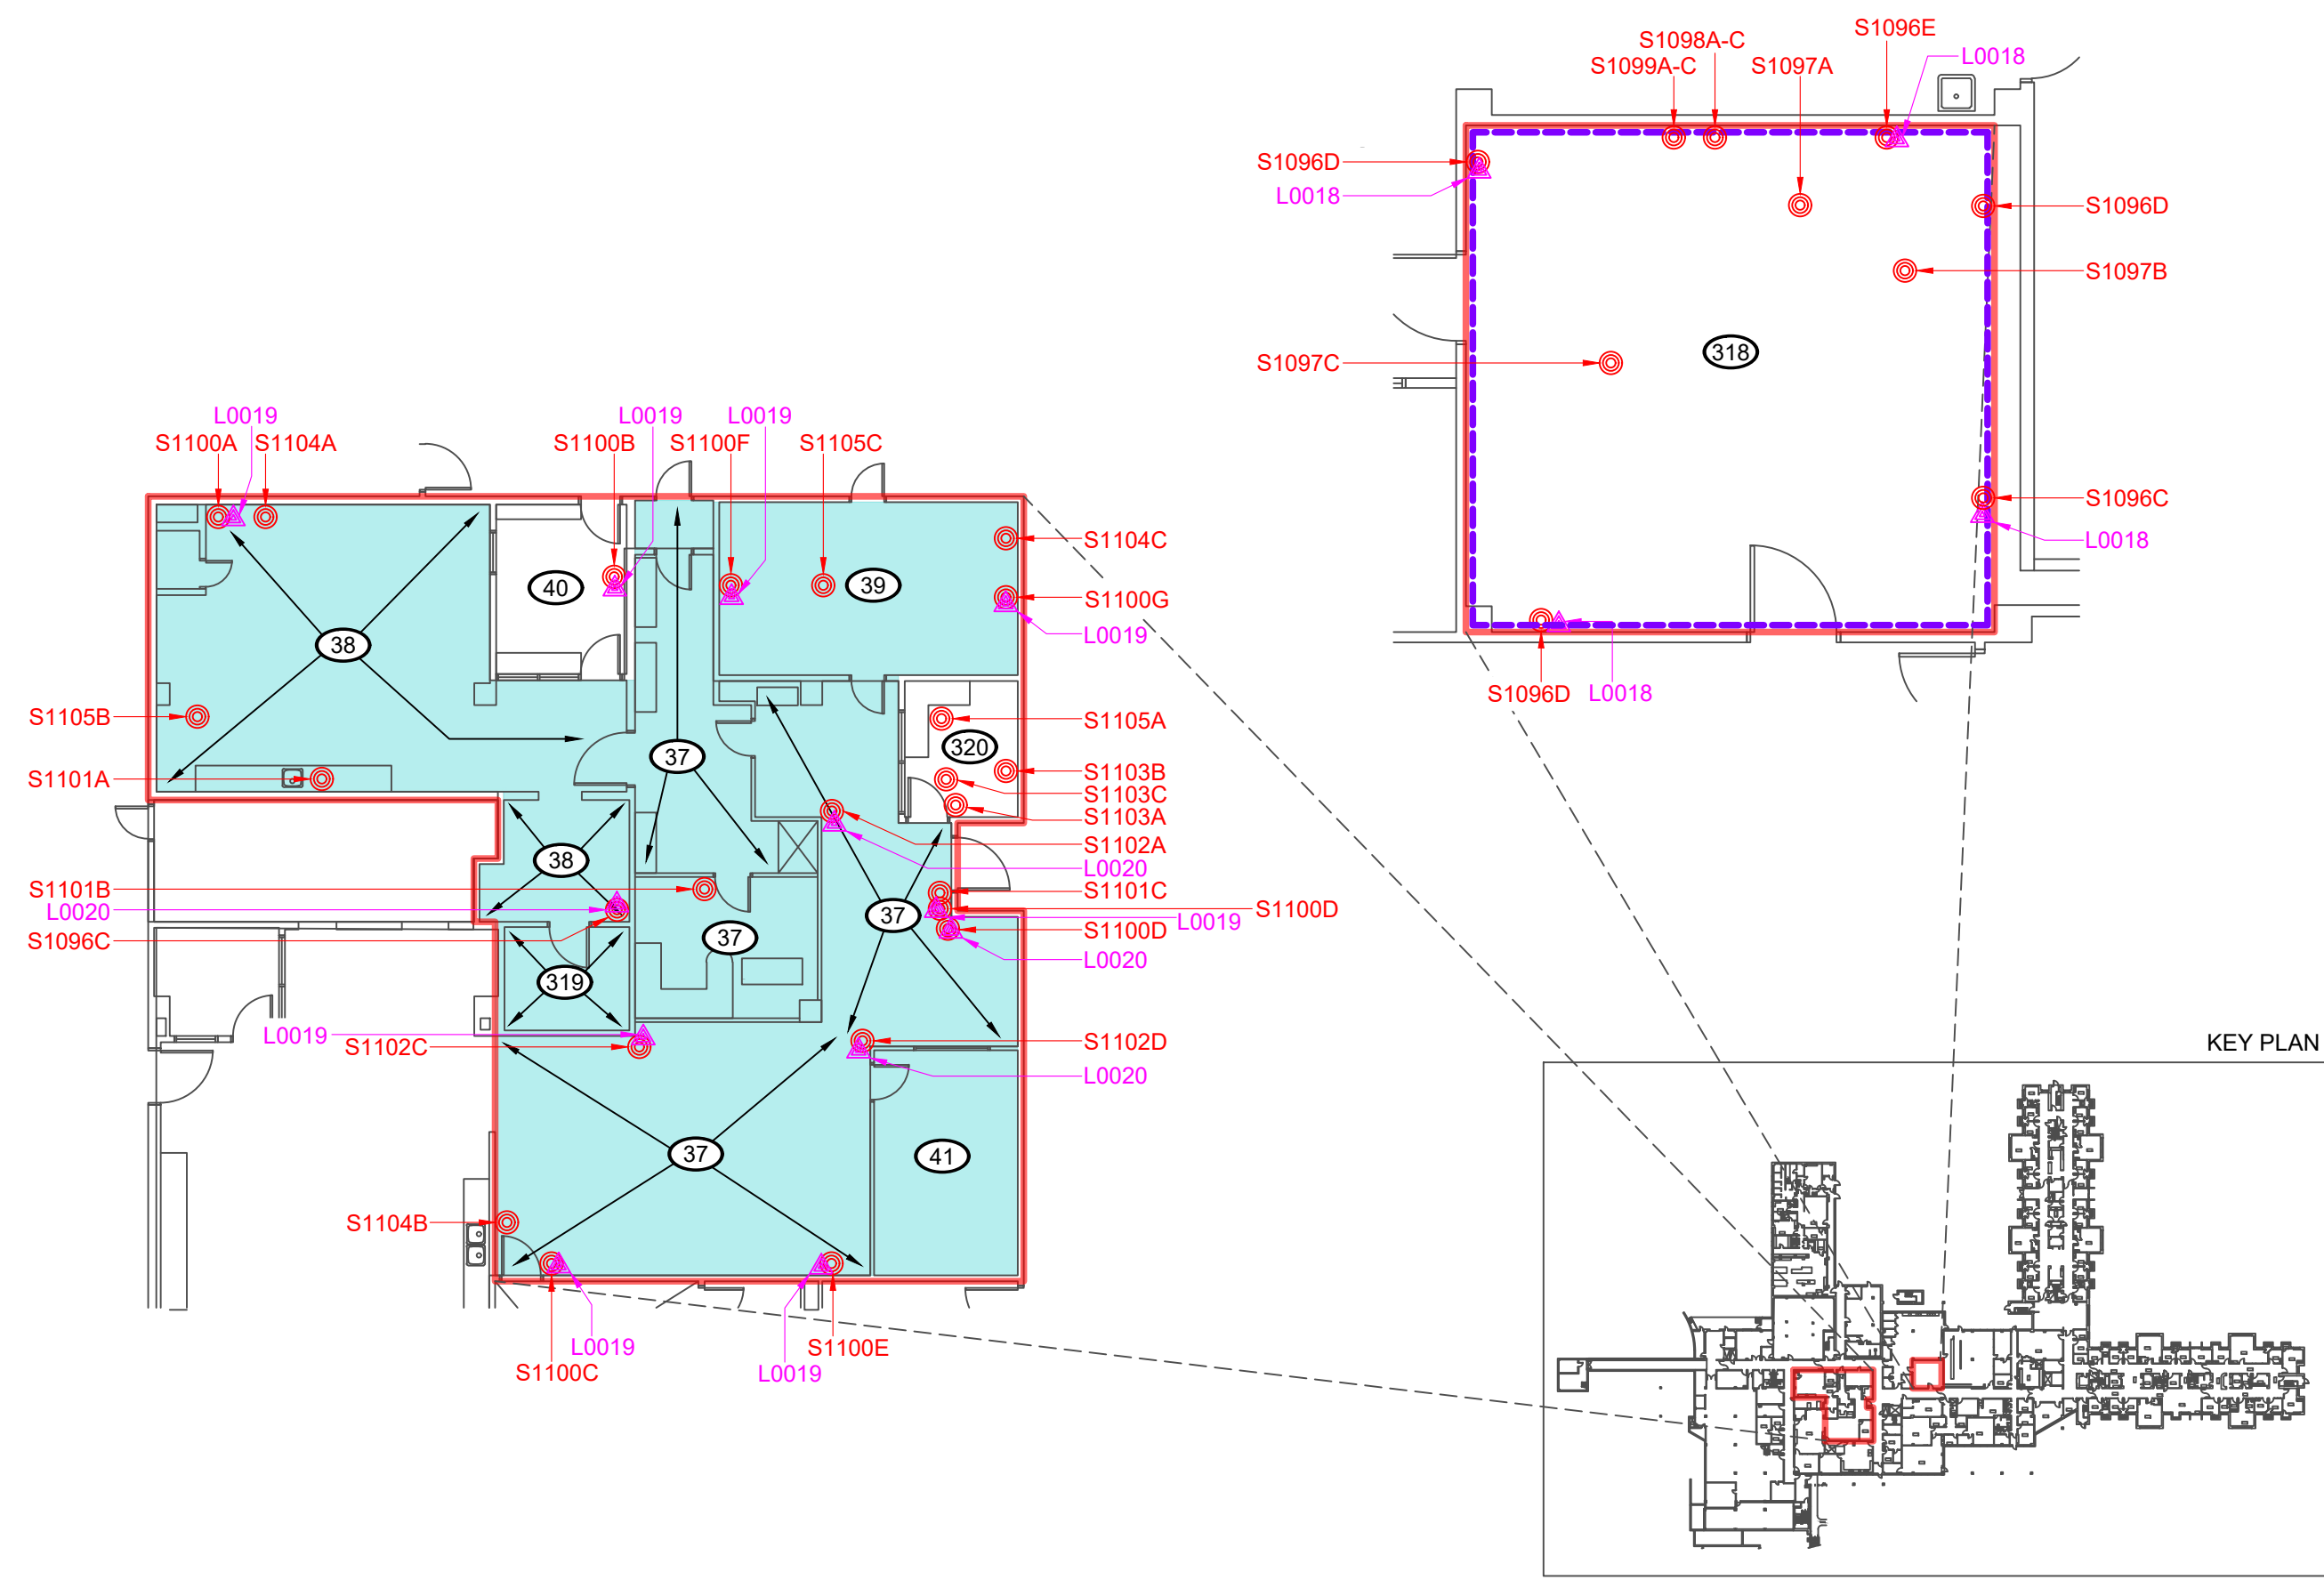 S1096E
S1098A-C
L0018
S1099A-C
S1097A
S1096D
L0018
S1096D
S1097B
318
S1097C
S1096C
L0018
S1096D
L0018
L0019
L0019
L0019
S1100A
S1104A
S1100B
S1100F
S1105C
S1104C
40
39
S1100G
L0019
38
S1105B
S1105A
320
37
S1103B
S1101A
S1103C
S1103A
S1102A
38
L0020
S1101B
S1101C
L0020
S1100D
37
L0019
S1096C
37
S1100D
L0020
319
L0019
S1102C
S1102D
L0020
37
41
S1104B
L0019
S1100E
S1100C
L0019
KEY PLAN